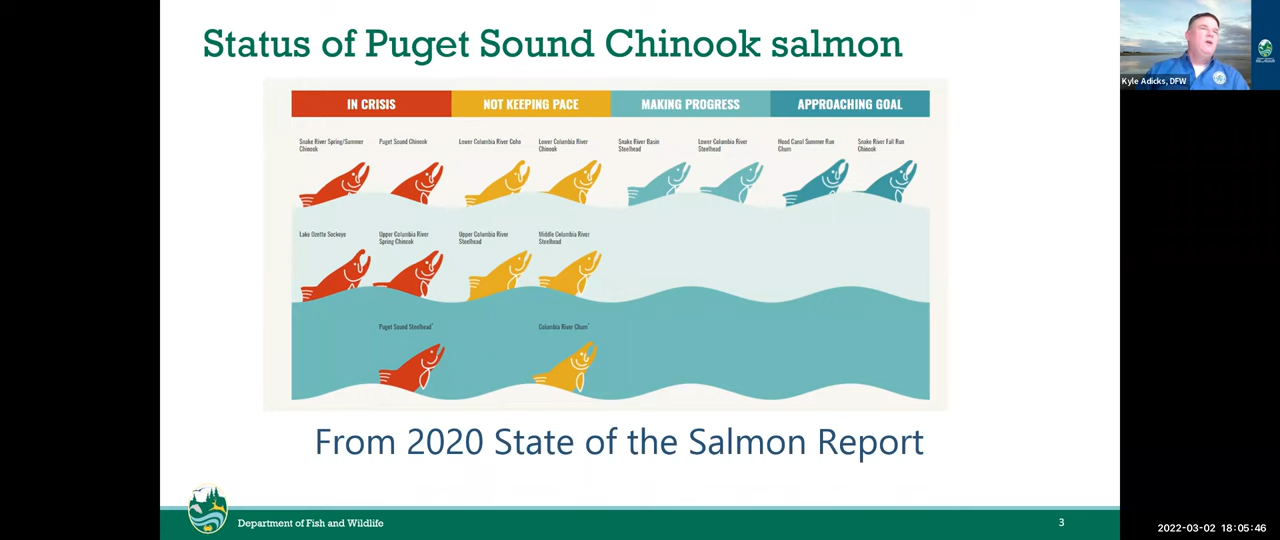 Status of Puget Sound Chinook salmon
IN CRISIS
NOT KEEPING PACE
MAKING PROGRESS
APPROACHING GOAL
Snake River Spring/Summer
Chinook
Puget Sound Chinook
Lower Columbia River Coho
Lower Columbia River
Chinook
Snake River Basin
Steelhead
Lower Columbia River
Steelhead
Hood Canal Summer Run
Chum
Snake River Fall Run
Chinook
Lake Ozette Sockeye
Upper Columbia River
Spring Chinook
Upper Columbia River
Steelhead
Middle Columbia River
Steelhead
Puget Sound Steelhead*
Columbia River Chum*
From 2020 State of the Salmon Report
Department of Fish and Wildlife
3
Kyle Adicks, DFW
2022-03-02 18:05:46